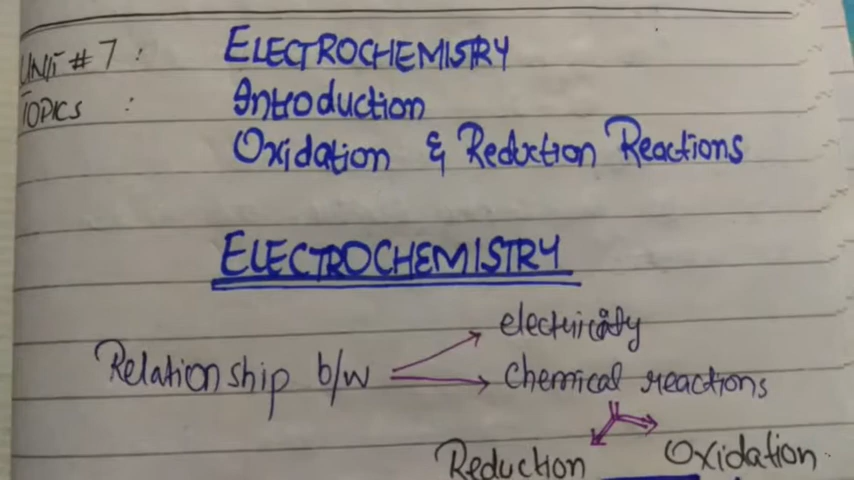 UNIT # 7 : ELECTROCHEMISTRY
TOPICS : Introduction
Oxidation & Reduction Reactions
ELECTROCHEMISTRY
electricity
Relationship b/w chemical reactions
Reduction Oxidation